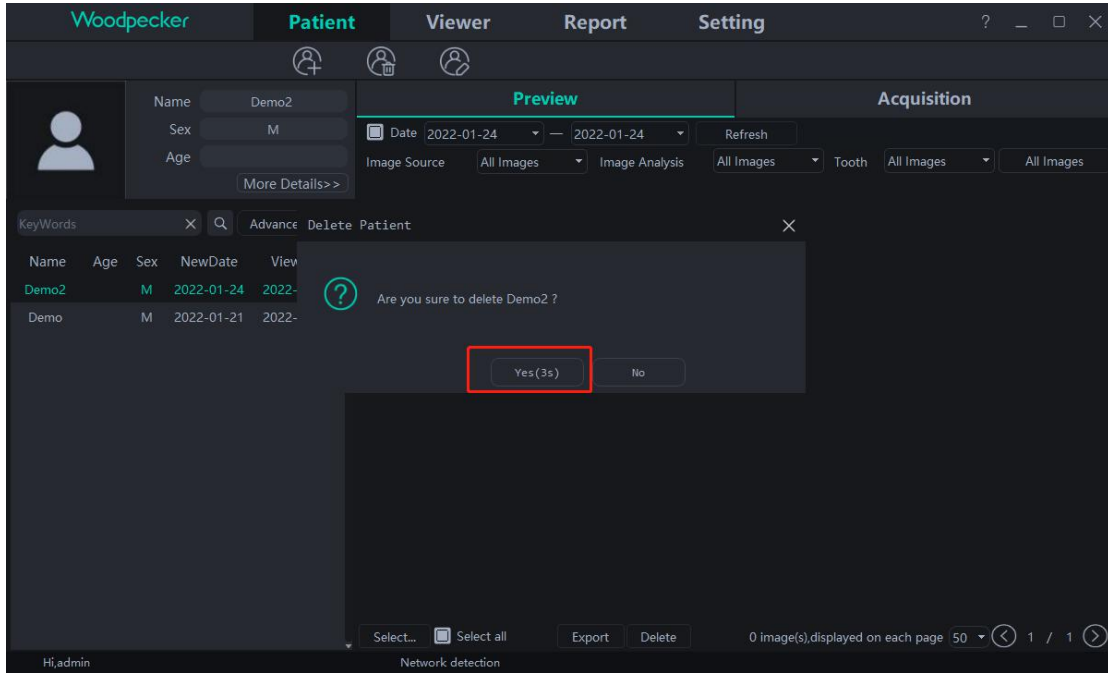 Woodpecker Patient Viewer Report Setting ?
Name Demo2
Sex M
Age
More Details>>
Preview Acquisition
Date 2022-01-24 — 2022-01-24 Refresh
Image Source All Images Image Analysis All Images Tooth All Images All Images
KeyWords Advance
Name Age Sex NewDate View
Demo2 M 2022-01-24 2022-
Demo M 2022-01-21 2022-
Delete Patient
Are you sure to delete Demo2 ?
Yes(3s) No
Select... Select all Export Delete 0 image(s),displayed on each page 50 1 / 1
Hi,admin Network detection